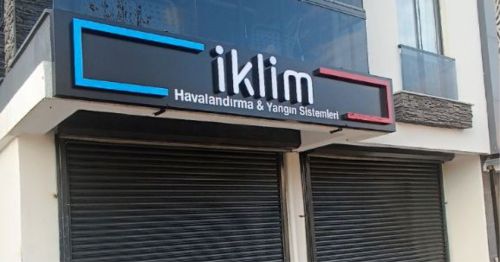 iklim
Havalandırma & Yangın Sistemleri